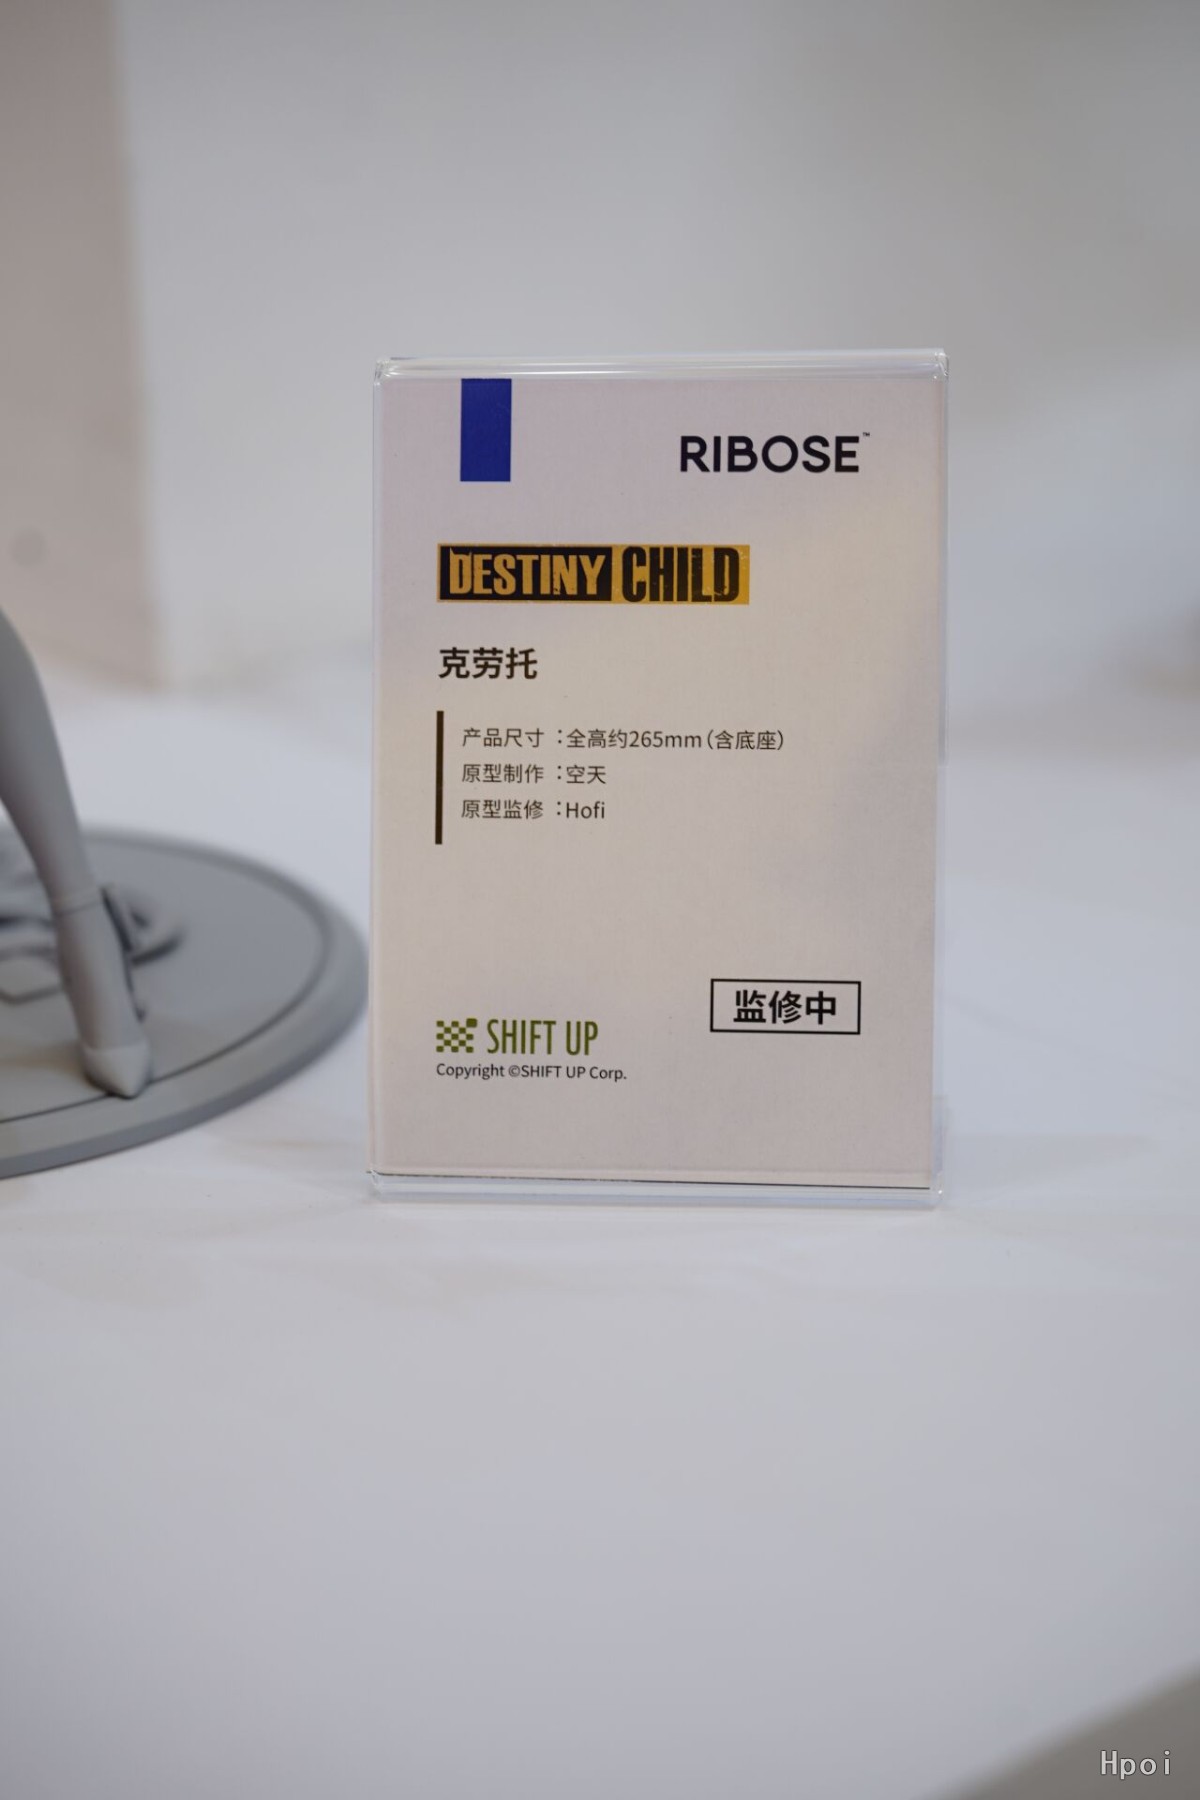 RIBOSE™
DESTINY CHILD
克劳托
产品尺寸：全高约265mm（含底座）
原型制作：空天
原型监修：Hofi
监修中
SHIFT UP
Copyright ©SHIFT UP Corp.
Hpoi